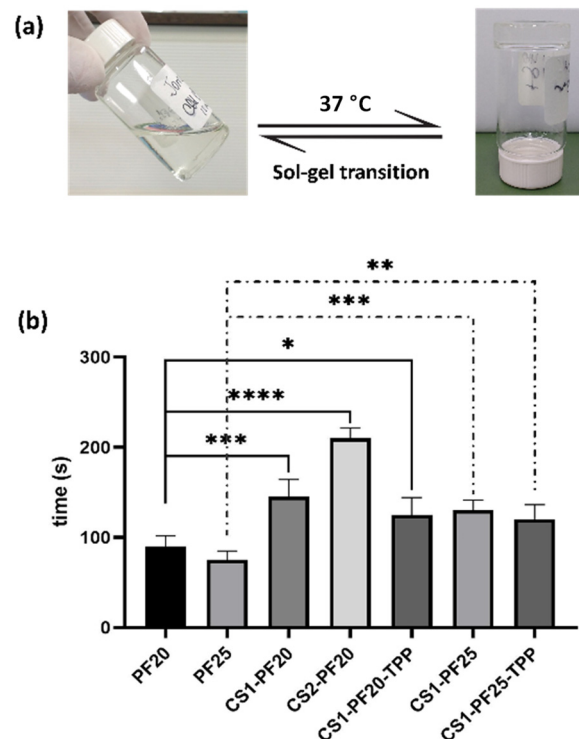 (a)
37 °C
Sol-gel transition
(b)
**
***
*
****
***
300
200
100
0
time (s)
PF20
PF25
CS1-PF20
CS2-PF20
CS1-PF20-TPP
CS1-PF25
CS1-PF25-TPP